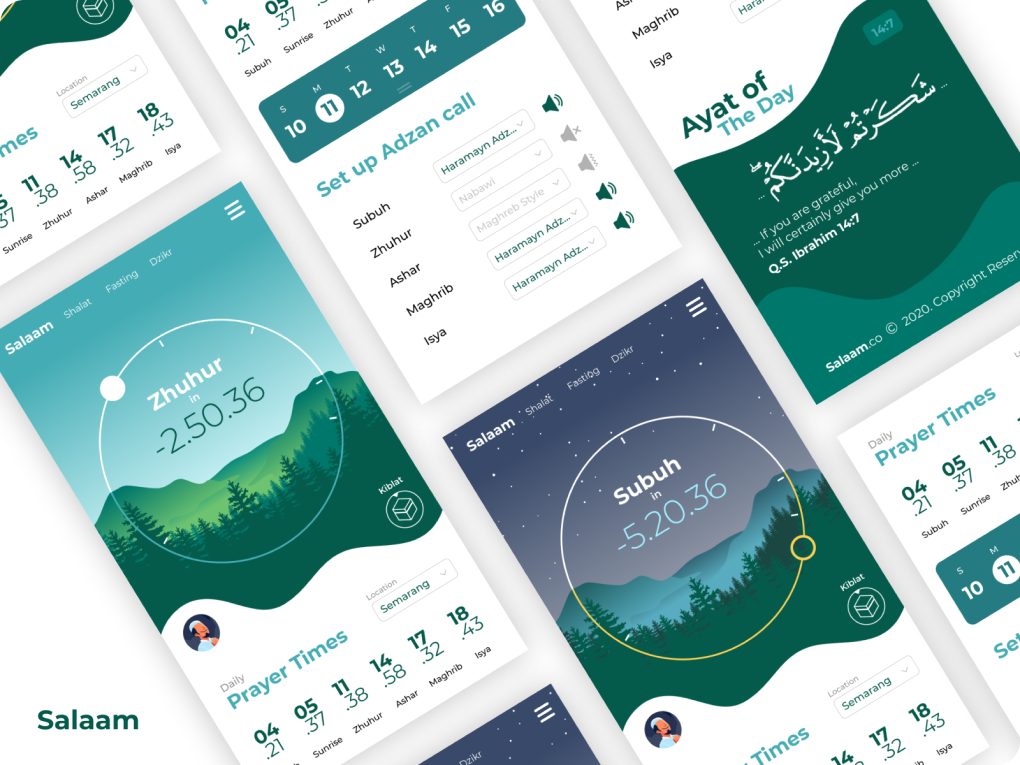 Location
Semarang
Times
.37
11
.38
14
.58
17
.32
18
.43
Sunrise
Zhuhur
Ashar
Maghrib
Isya
04
.21
05
.37
Subuh
Sunrise
Zhuhur
Ashar
Maghrib
Isya
S
M
T
W
T
F
10
11
12
13
14
15
16
Set up Adzan call
Subuh
Haramayn Adz...
Zhuhur
Nabawi
Ashar
Maghreb Style
Maghrib
Haramayn Adz...
Isya
Haramayn Adz...
Maghrib
Isya
Ayat of
The Day
14:7
... شَكَرْتُمْ لَأَزِيدَنَّكُمْ ۖ ...
... If you are grateful,
I will certainly give you more ...
Q.S. Ibrahim 14:7
Salaam.co © 2020. Copyright
Salaam
Shalat
Fasting
Dzikr
Zhuhur
in
-2.50.36
Kiblat
Location
Semarang
Daily
Prayer Times
04
.21
05
.37
11
.38
14
.58
17
.32
18
.43
Sunrise
Zhuhur
Ashar
Maghrib
Isya
Salaam
Shalat
Fasting
Dzikr
Subuh
in
-5.20.36
Kiblat
Location
Semarang
Times
14
17
.32
18
.43
Maghrib
Isya
Daily
Prayer Times
04
.21
05
.37
11
.38
Subuh
Sunrise
S
M
10
11
Dzikr
Salaam